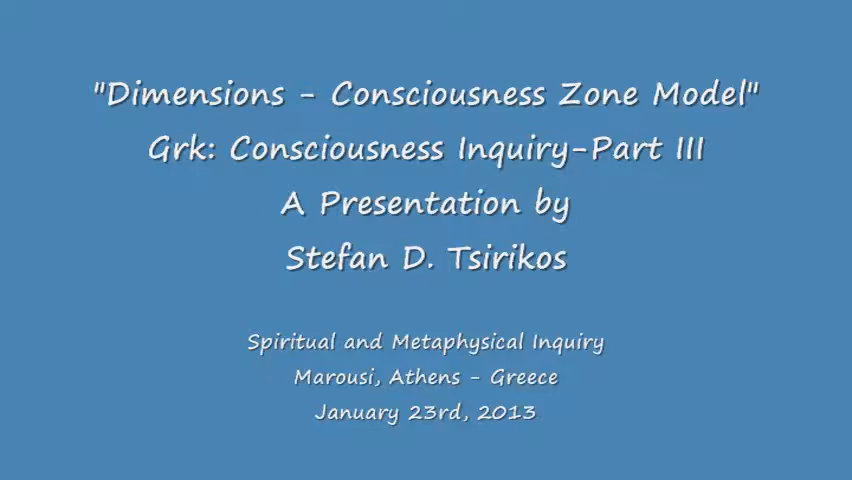 "Dimensions - Consciousness Zone Model"
Grk: Consciousness Inquiry-Part III
A Presentation by
Stefan D. Tsirikos
Spiritual and Metaphysical Inquiry
Marousi, Athens - Greece
January 23rd, 2013